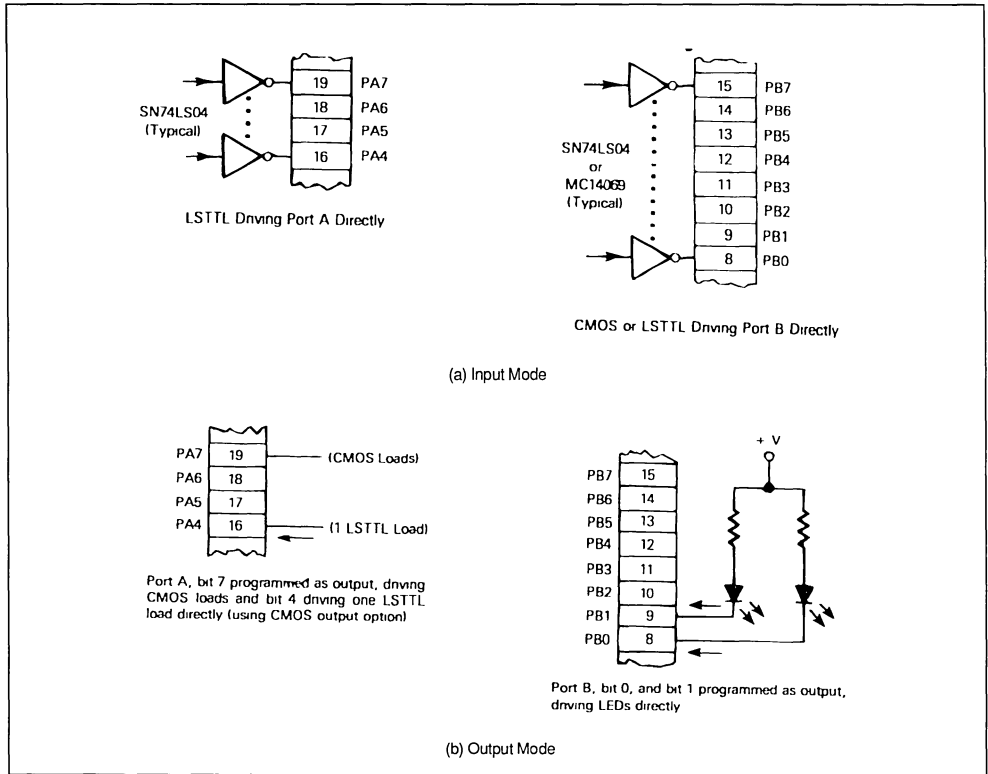 19 PA7
18 PA6
17 PA5
16 PA4
SN74LS04
(Typical)
LSTTL Driving Port A Directly
15 PB7
14 PB6
13 PB5
12 PB4
11 PB3
10 PB2
9 PB1
8 PB0
SN74LS04
or
MC14069
(Typical)
CMOS or LSTTL Driving Port B Directly
(a) Input Mode
PA7 19 (CMOS Loads)
PA6 18
PA5 17
PA4 16 (1 LSTTL Load)
Port A, bit 7 programmed as output, driving
CMOS loads and bit 4 driving one LSTTL
load directly (using CMOS output option)
+ V
PB7 15
PB6 14
PB5 13
PB4 12
PB3 11
PB2 10
PB1 9
PB0 8
Port B, bit 0, and bit 1 programmed as output,
driving LEDs directly
(b) Output Mode